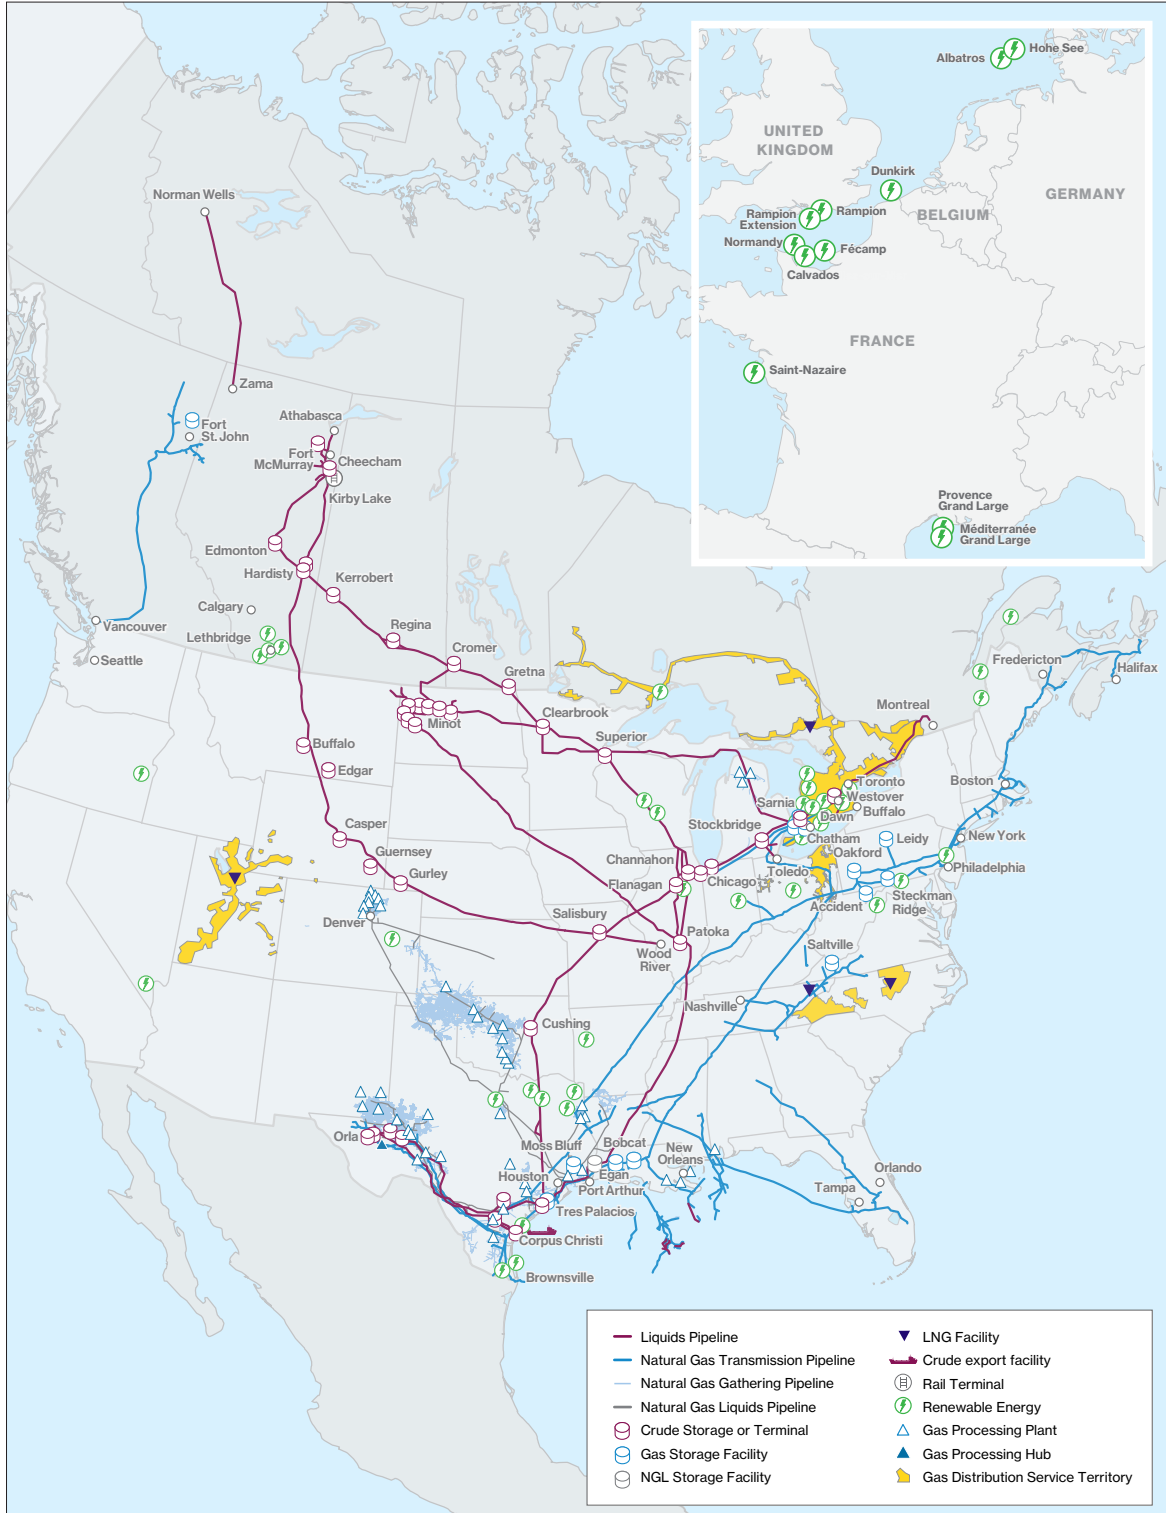 Hohe See
Albatros
UNITED
KINGDOM
Dunkirk
GERMANY
BELGIUM
Rampion
Rampion
Extension
Normandy
Fécamp
Calvados
FRANCE
Saint-Nazaire
Provence
Grand Large
Méditerranée
Grand Large
Norman Wells
Zama
Athabasca
Fort
St. John
Fort
McMurray
Cheecham
Kirby Lake
Edmonton
Hardisty
Kerrobert
Calgary
Vancouver
Lethbridge
Regina
Seattle
Cromer
Gretna
Fredericton
Halifax
Montreal
Minot
Clearbrook
Superior
Buffalo
Edgar
Toronto
Boston
Sarnia
Westover
Buffalo
Dawn
Stockbridge
Chatham
Leidy
New York
Casper
Oakford
Guernsey
Channahon
Toledo
Philadelphia
Gurley
Flanagan
Chicago
Accident
Steckman
Ridge
Denver
Salisbury
Patoka
Wood
River
Saltville
Nashville
Cushing
Orla
Moss Bluff
Bobcat
New
Orleans
Houston
Egan
Port Arthur
Orlando
Tampa
Tres Palacios
Corpus Christi
Brownsville
Liquids Pipeline
Natural Gas Transmission Pipeline
Natural Gas Gathering Pipeline
Natural Gas Liquids Pipeline
Crude Storage or Terminal
Gas Storage Facility
NGL Storage Facility
LNG Facility
Crude export facility
Rail Terminal
Renewable Energy
Gas Processing Plant
Gas Processing Hub
Gas Distribution Service Territory